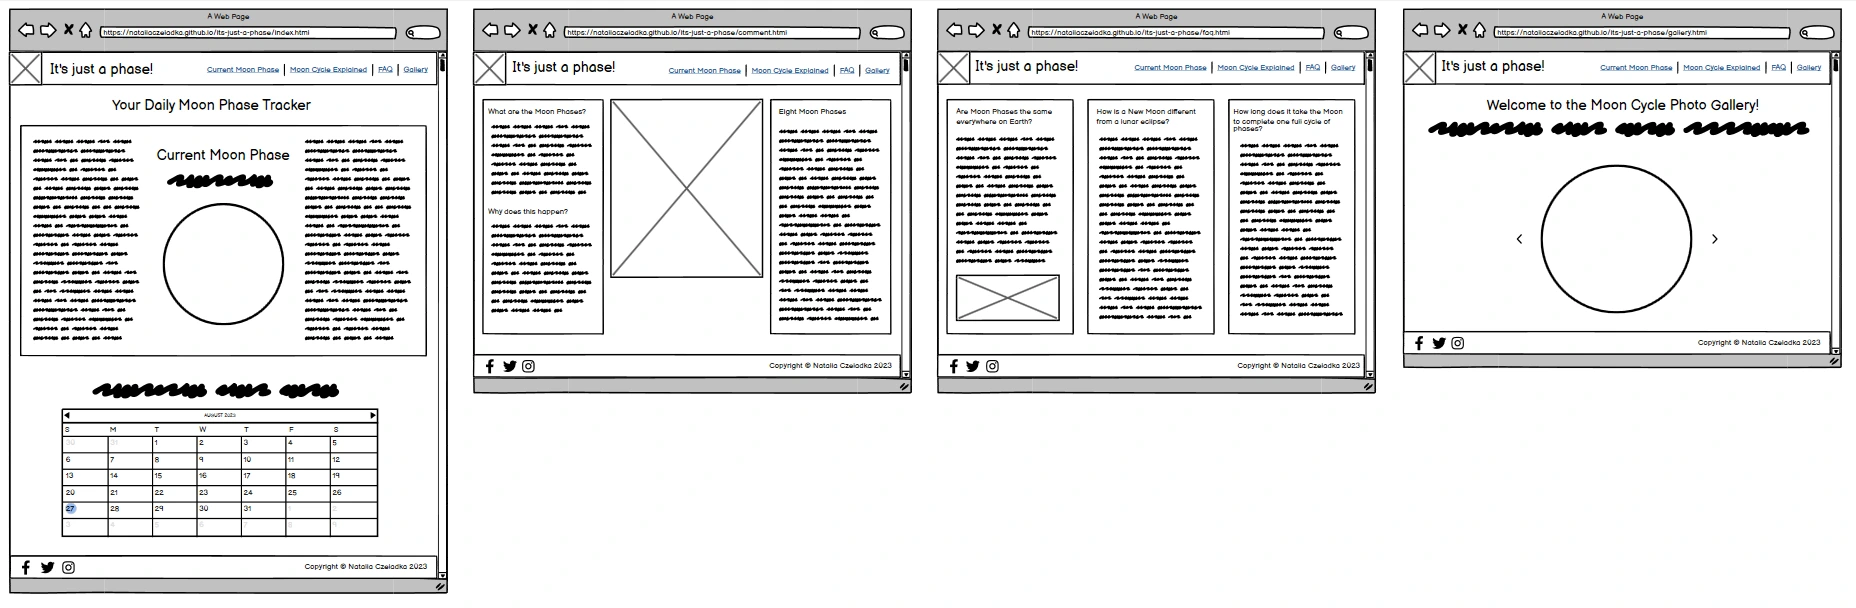 A Web Page
https://nataliaczeladka.github.io/its-just-a-phase/index.html
It's just a phase!
Current Moon Phase | Moon Cycle Explained | FAQ | Gallery
Your Daily Moon Phase Tracker
Current Moon Phase
AUGUST 2023
S M T W T F S
30 31 1 2 3 4 5
6 7 8 9 10 11 12
13 14 15 16 17 18 19
20 21 22 23 24 25 26
27 28 29 30 31 1 2
3 4 5 6 7 8 9
Copyright © Natalia Czeladka 2023
A Web Page
https://nataliaczeladka.github.io/its-just-a-phase/comment.html
It's just a phase!
Current Moon Phase | Moon Cycle Explained | FAQ | Gallery
What are the Moon Phases?
Why does this happen?
Eight Moon Phases
Copyright © Natalia Czeladka 2023
A Web Page
https://nataliaczeladka.github.io/its-just-a-phase/faq.html
It's just a phase!
Current Moon Phase | Moon Cycle Explained | FAQ | Gallery
Are Moon Phases the same
everywhere on Earth?
How is a New Moon different
from a lunar eclipse?
How long does it take the Moon
to complete one full cycle of
phases?
Copyright © Natalia Czeladka 2023
A Web Page
https://nataliaczeladka.github.io/its-just-a-phase/gallery.html
It's just a phase!
Current Moon Phase | Moon Cycle Explained | FAQ | Gallery
Welcome to the Moon Cycle Photo Gallery!
Copyright © Natalia Czeladka 2023